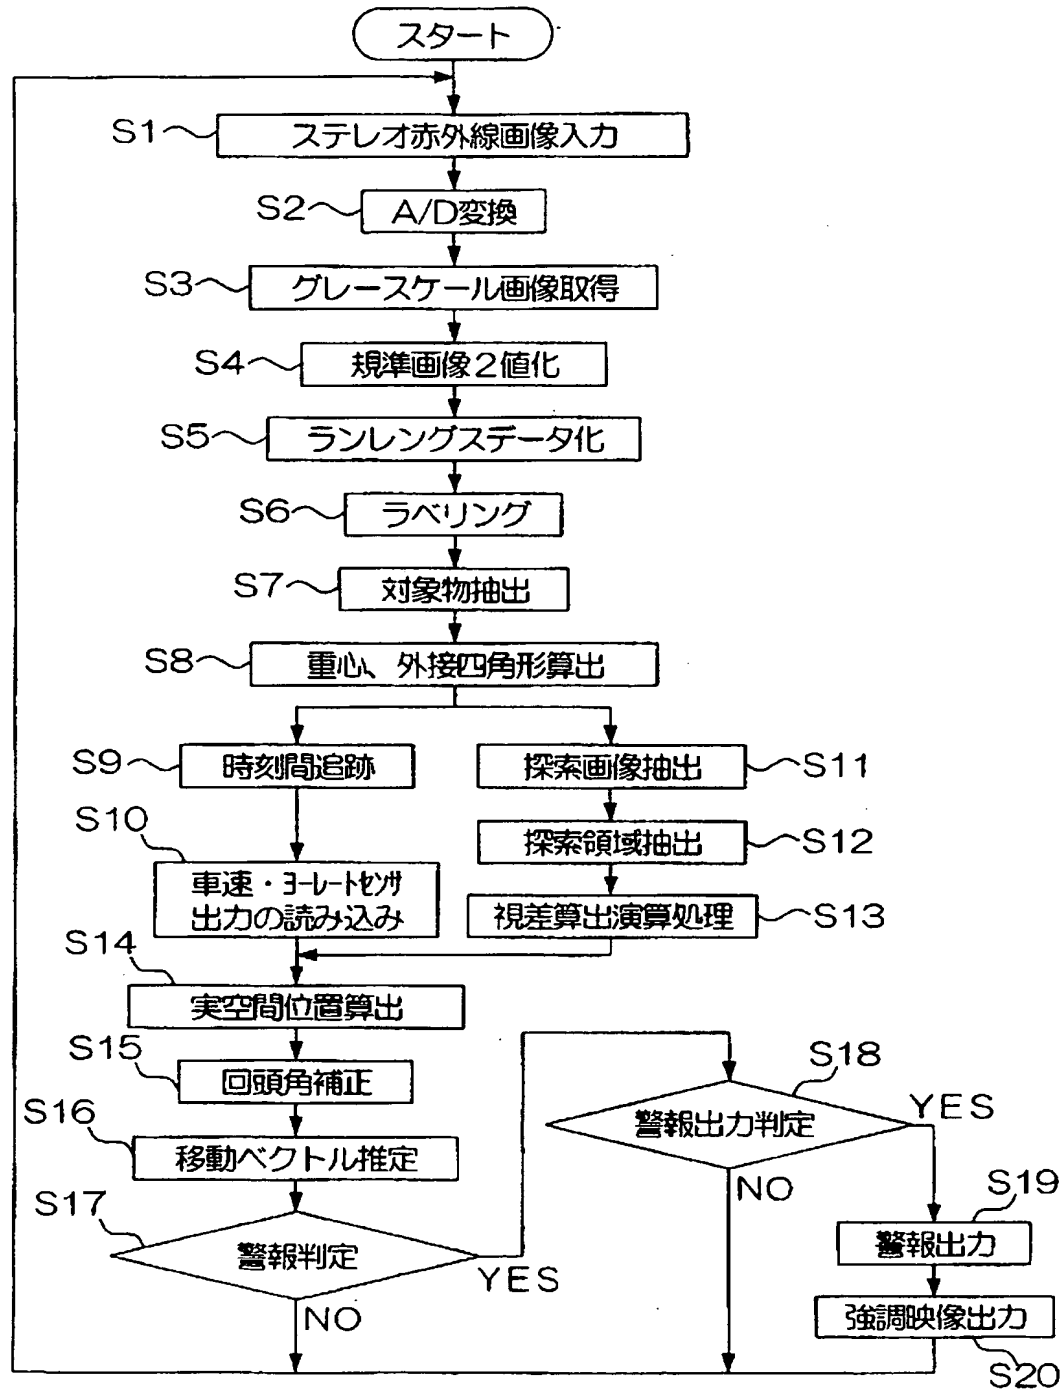 スタート
S1
ステレオ赤外線画像入力
S2
A/D変換
S3
グレースケール画像取得
S4
規準画像2値化
S5
ランレングスデータ化
S6
ラベリング
S7
対象物抽出
S8
重心、外接四角形算出
S9
時刻間追跡
探索画像抽出
S11
S10
車速・ヨーレートセンサ
出力の読み込み
探索領域抽出
S12
視差算出演算処理
S13
S14
実空間位置算出
S15
回頭角補正
S16
移動ベクトル推定
S17
警報判定
YES
NO
S18
警報出力判定
YES
NO
S19
警報出力
強調映像出力
S20